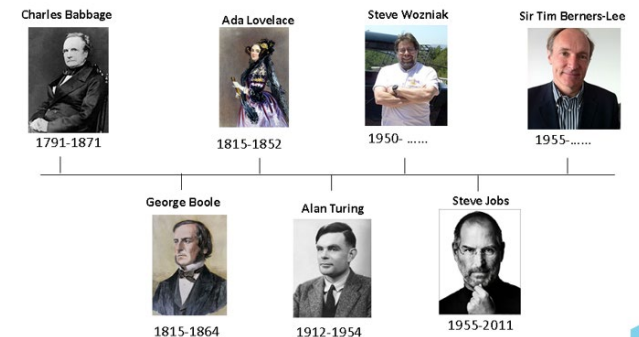 Charles Babbage
1791-1871
Ada Lovelace
1815-1852
Steve Wozniak
1950- ......
Sir Tim Berners-Lee
1955-......
George Boole
1815-1864
Alan Turing
1912-1954
Steve Jobs
1955-2011